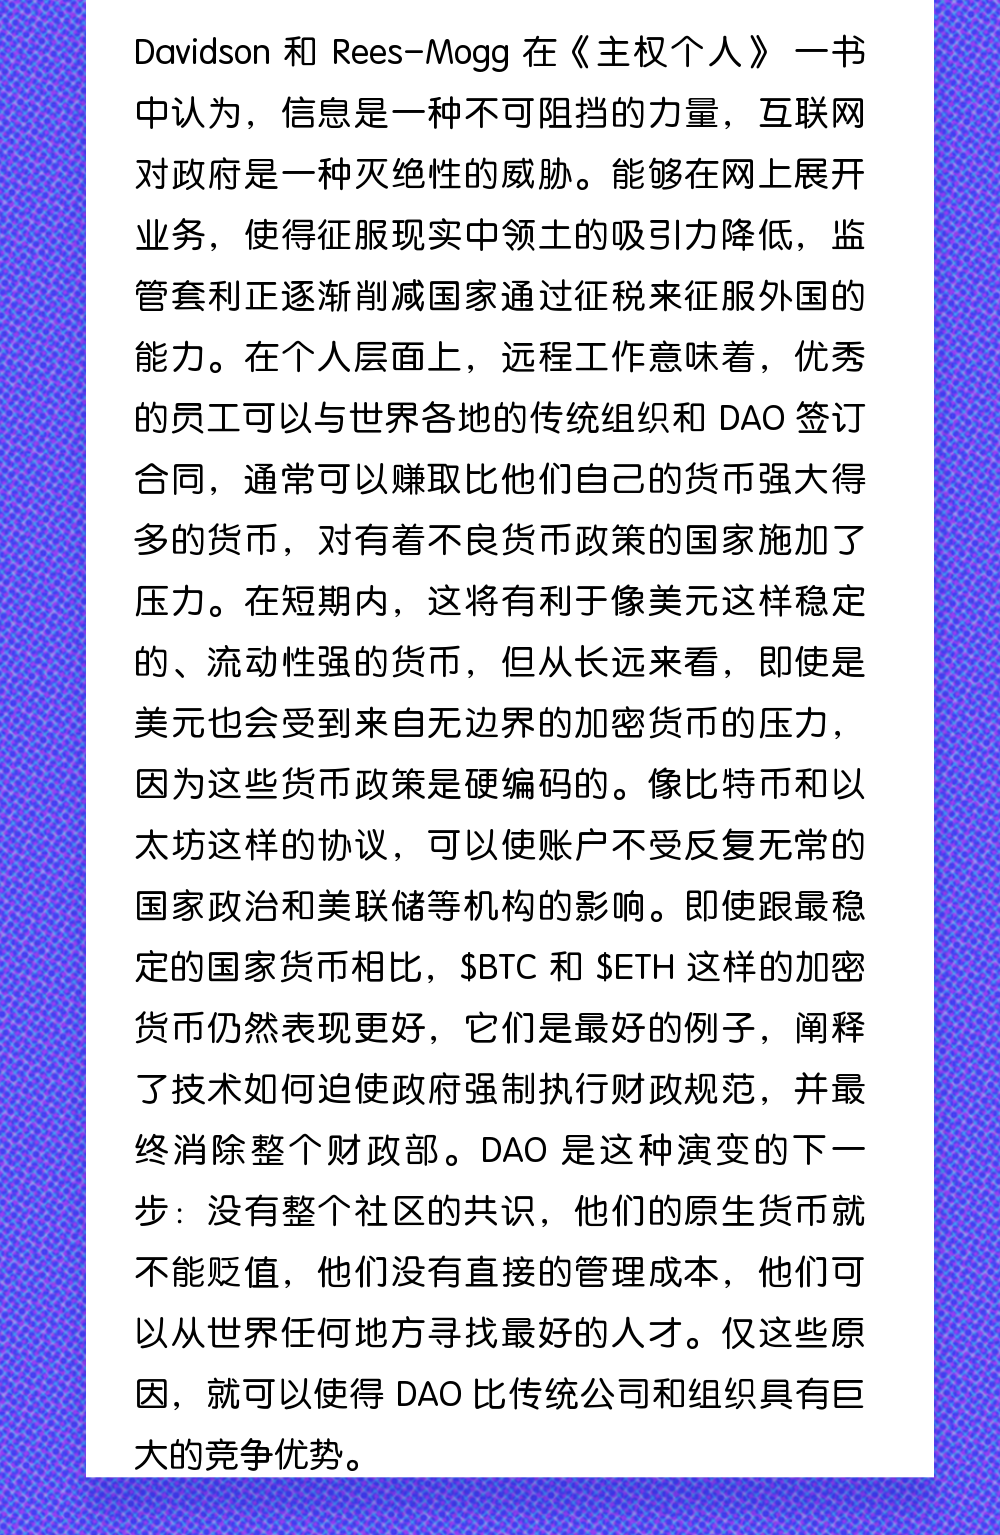 Davidson 和 Rees-Mogg 在《主权个人》 一书
中认为，信息是一种不可阻挡的力量，互联网
对政府是一种灭绝性的威胁。能够在网上展开
业务，使得征服现实中领土的吸引力降低，监
管套利正逐渐削减国家通过征税来征服外国的
能力。在个人层面上，远程工作意味着，优秀
的员工可以与世界各地的传统组织和 DAO 签订
合同，通常可以赚取比他们自己的货币强大得
多的货币，对有着不良货币政策的国家施加了
压力。在短期内，这将有利于像美元这样稳定
的、流动性强的货币，但从长远来看，即使是
美元也会受到来自无边界的加密货币的压力，
因为这些货币政策是硬编码的。像比特币和以
太坊这样的协议，可以使账户不受反复无常的
国家政治和美联储等机构的影响。即使跟最稳
定的国家货币相比，$BTC 和 $ETH 这样的加密
货币仍然表现更好，它们是最好的例子，阐释
了技术如何迫使政府强制执行财政规范，并最
终消除整个财政部。DAO 是这种演变的下一
步：没有整个社区的共识，他们的原生货币就
不能贬值，他们没有直接的管理成本，他们可
以从世界任何地方寻找最好的人才。仅这些原
因，就可以使得 DAO 比传统公司和组织具有巨
大的竞争优势。